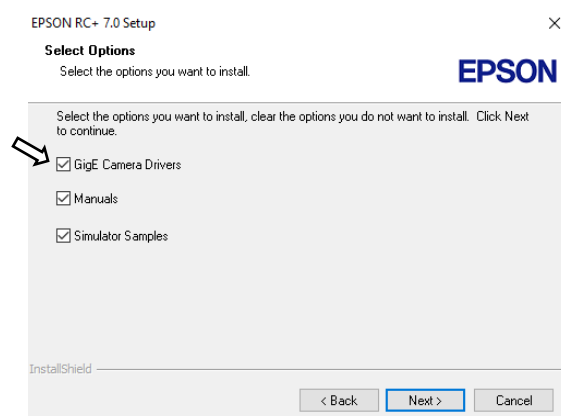 EPSON RC+ 7.0 Setup
Select Options
Select the options you want to install.
EPSON
Select the options you want to install, clear the options you do not want to install. Click Next
to continue.
GigE Camera Drivers
Manuals
Simulator Samples
InstallShield
< Back
Next >
Cancel